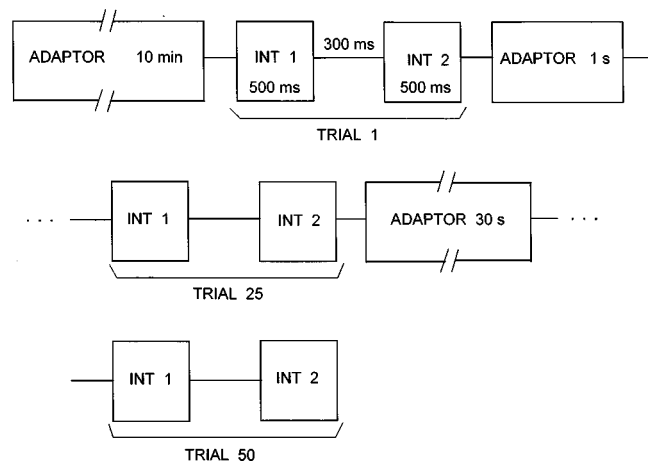 ADAPTOR 10 min
INT 1
500 ms
300 ms
INT 2
500 ms
ADAPTOR 1 s
TRIAL 1
. . .
INT 1
INT 2
ADAPTOR 30 s
. . .
TRIAL 25
INT 1
INT 2
TRIAL 50